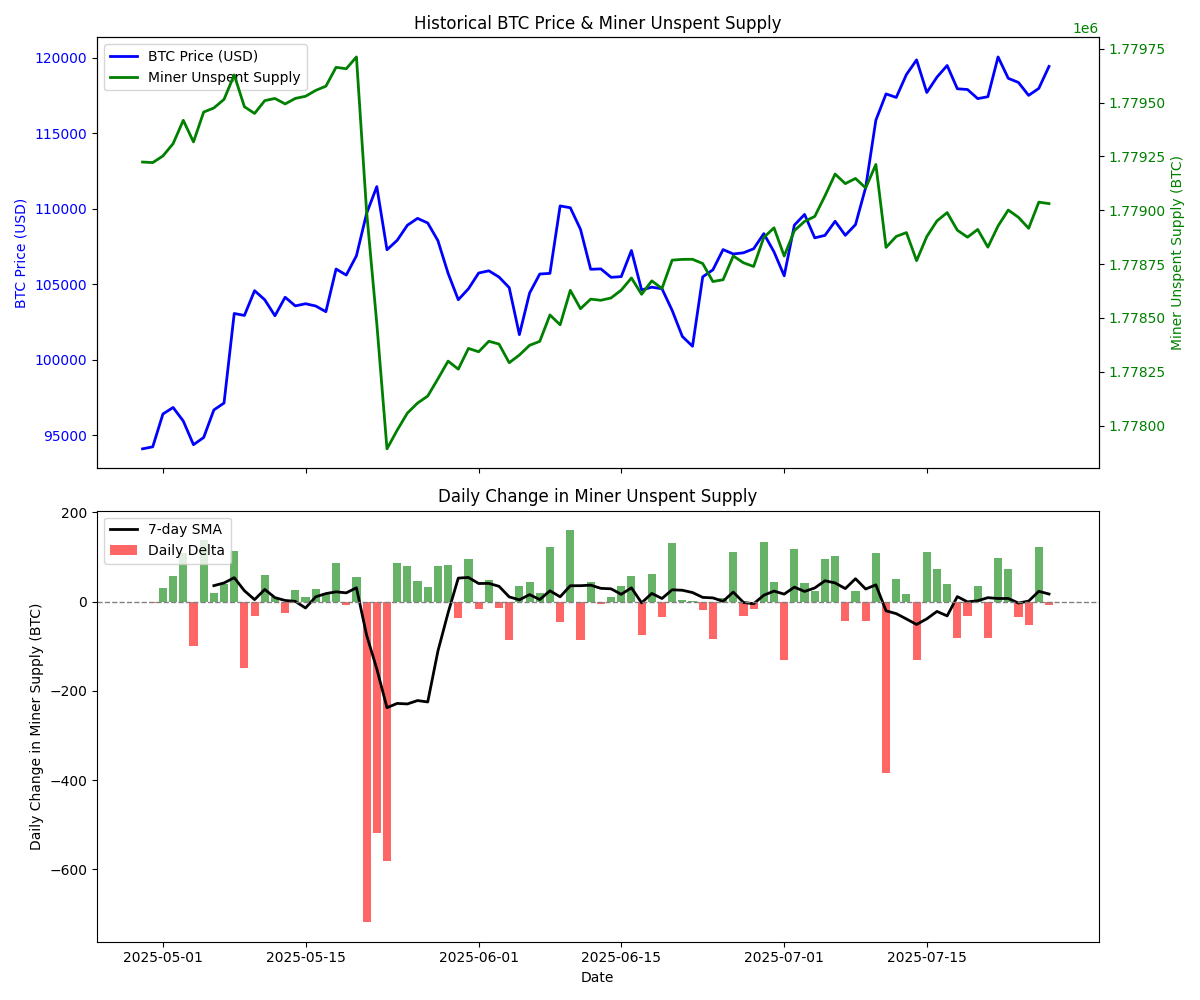 Historical BTC Price & Miner Unspent Supply
1e6
BTC Price (USD)
Miner Unspent Supply
120000
115000
110000
105000
100000
95000
BTC Price (USD)
1.77975
1.77950
1.77925
1.77900
1.77875
1.77850
1.77825
1.77800
Miner Unspent Supply (BTC)
Daily Change in Miner Unspent Supply
7-day SMA
Daily Delta
200
0
−200
−400
−600
Daily Change in Miner Supply (BTC)
2025-05-01 2025-05-15 2025-06-01 2025-06-15 2025-07-01 2025-07-15
Date